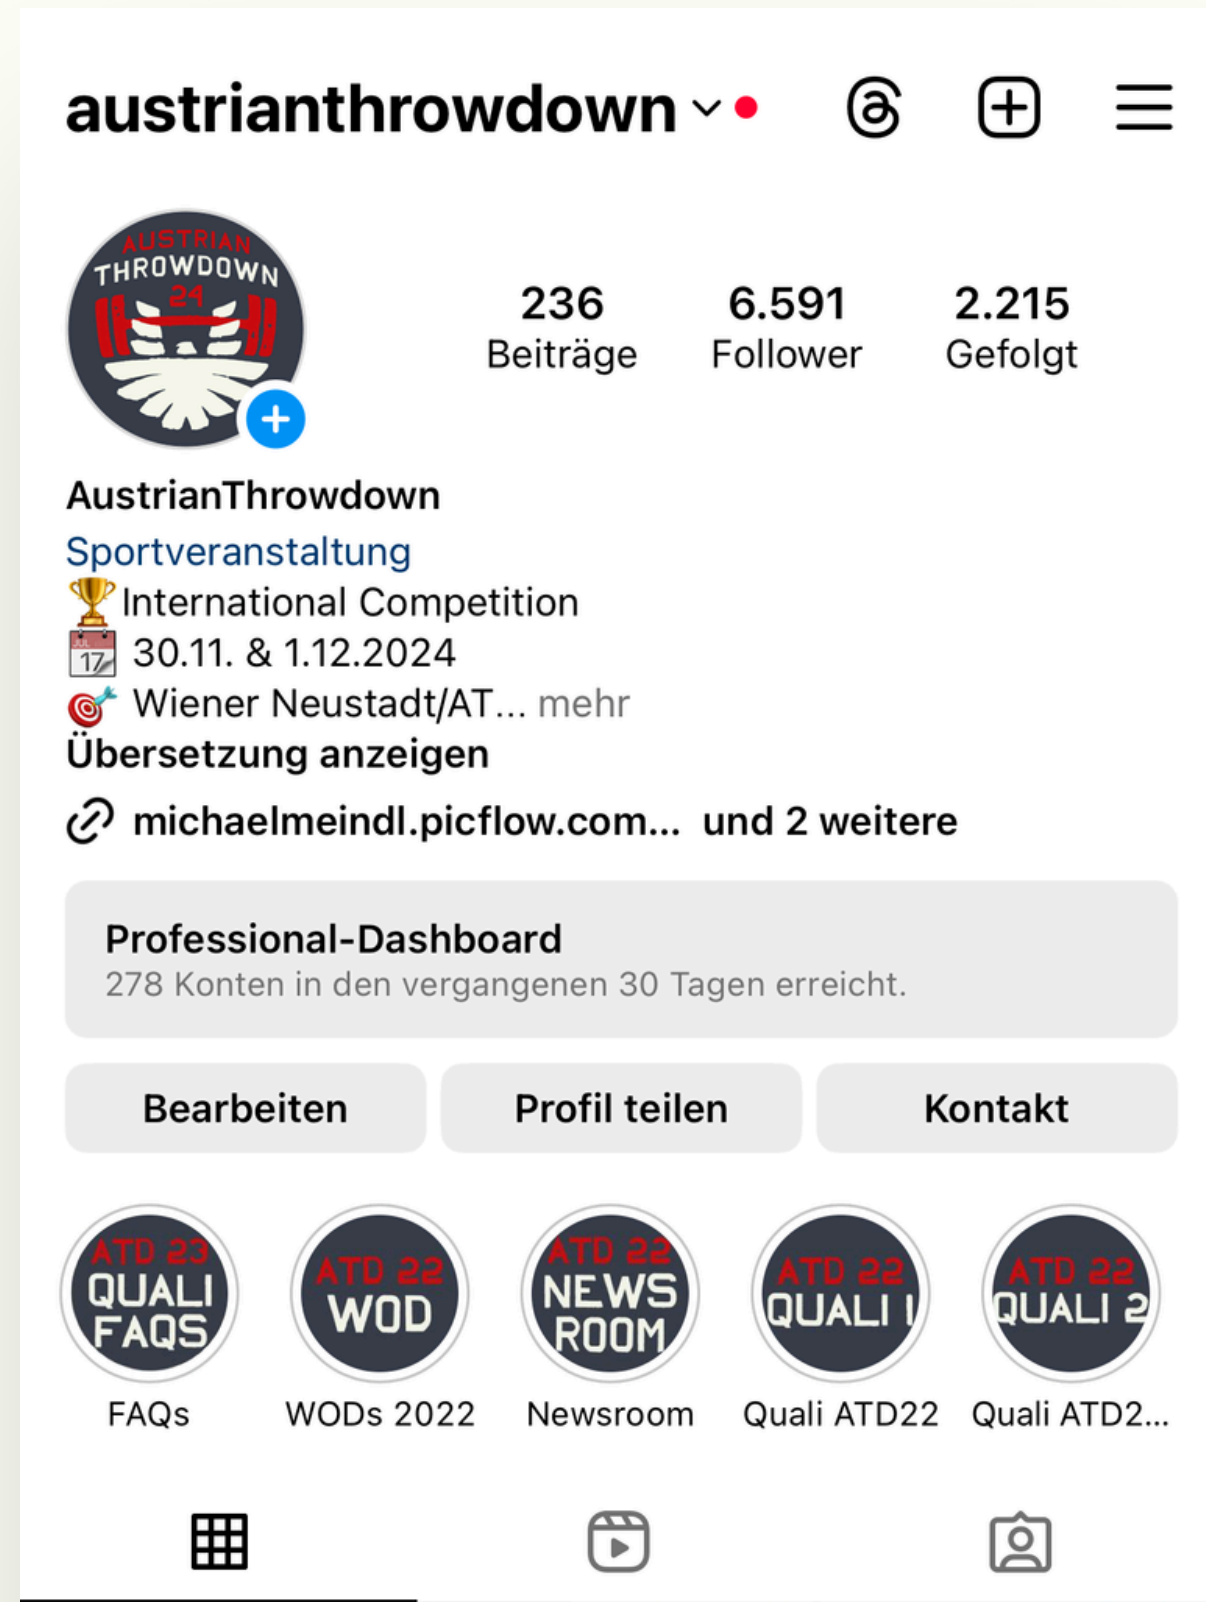 austrianthrowdown
AUSTRIAN
THROWDOWN
24
236
Beiträge
6.591
Follower
2.215
Gefolgt
AustrianThrowdown
Sportveranstaltung
🏆International Competition
JUL
17
30.11. & 1.12.2024
🎯 Wiener Neustadt/AT... mehr
Übersetzung anzeigen
michaelmeindl.picflow.com... und 2 weitere
Professional-Dashboard
278 Konten in den vergangenen 30 Tagen erreicht.
Bearbeiten
Profil teilen
Kontakt
ATD 23
QUALI
FAQS
FAQs
ATD 22
WOD
WODs 2022
ATD 22
NEWS
ROOM
Newsroom
ATD 22
QUALI 1
Quali ATD22
ATD 22
QUALI 2
Quali ATD2...